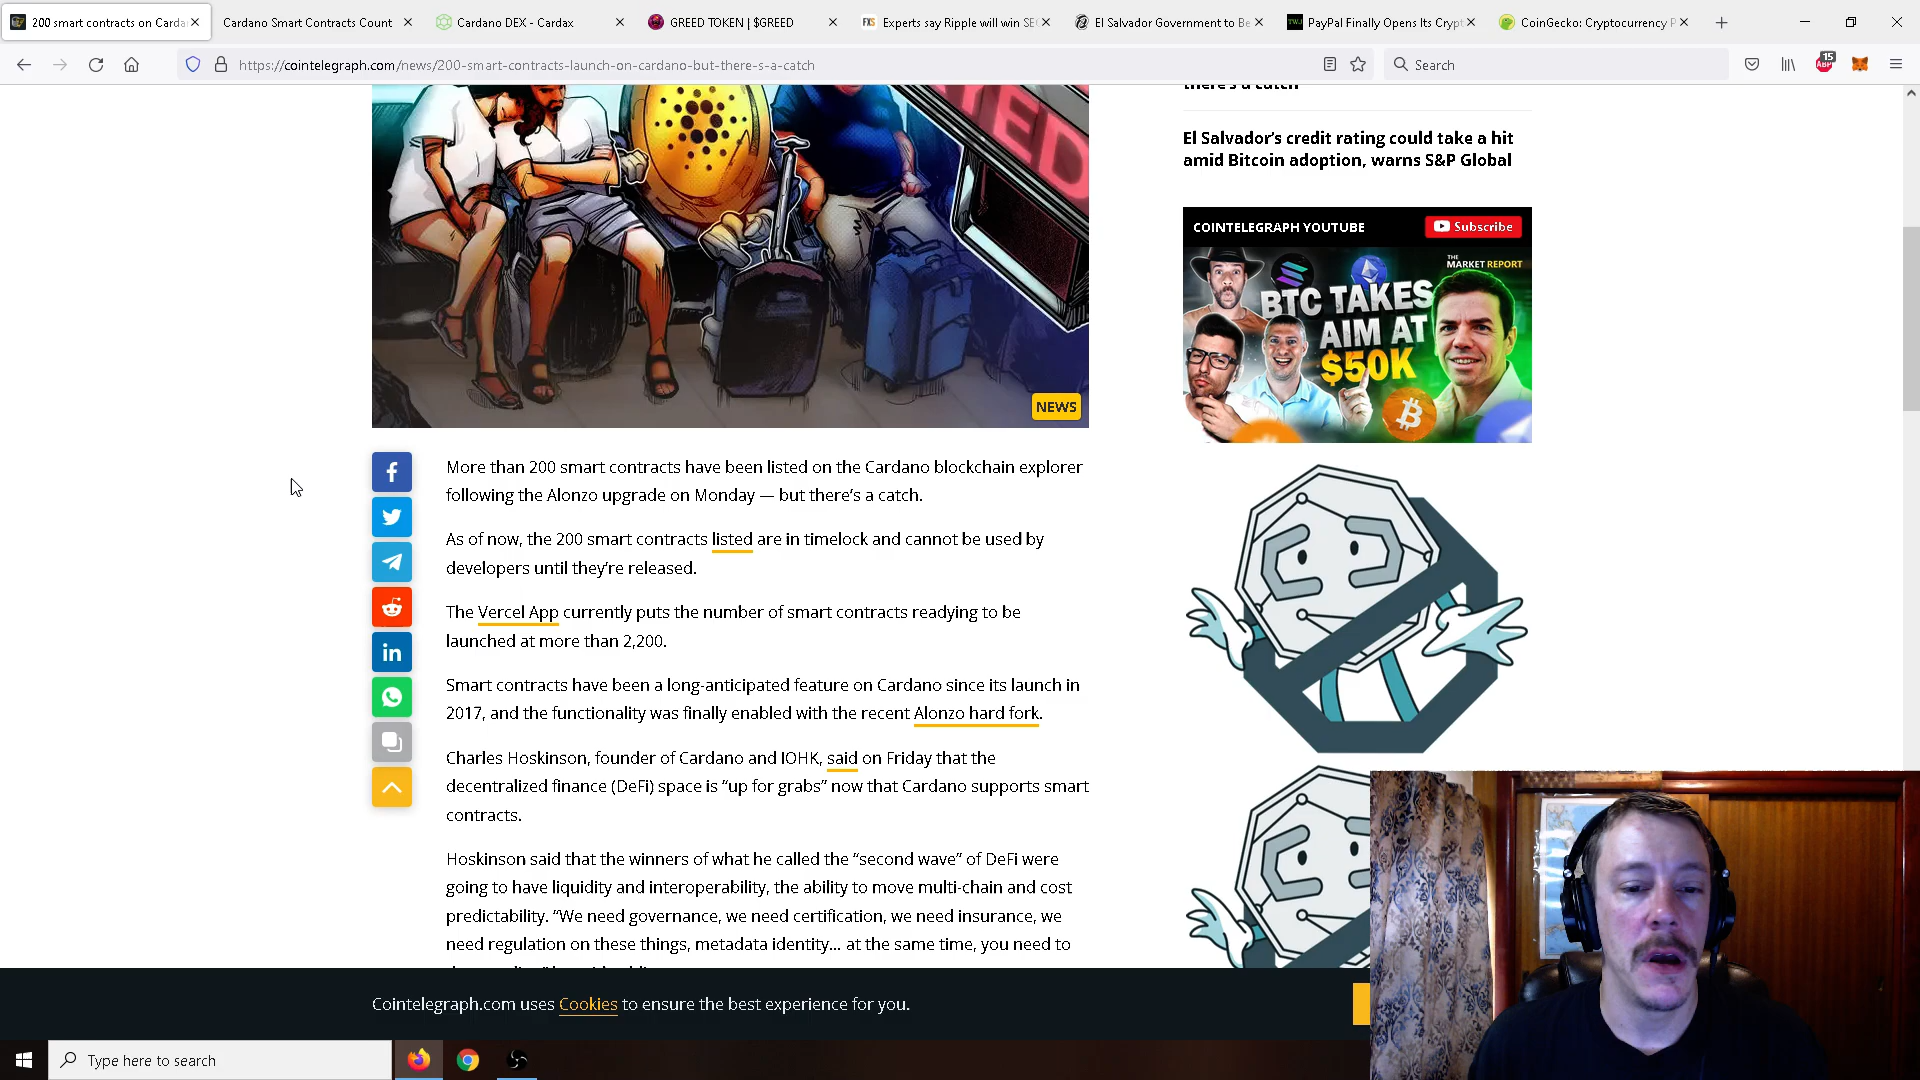 200 smart contracts on Carda
Cardano Smart Contracts Count
Cardano DEX - Cardax
GREED TOKEN | $GREED
Experts say Ripple will win SE
El Salvador Government to Be
PayPal Finally Opens Its Crypt
CoinGecko: Cryptocurrency P
https://cointelegraph.com/news/200-smart-contracts-launch-on-cardano-but-there-s-a-catch
Search
15
ABP
there's a catch
El Salvador's credit rating could take a hit
amid Bitcoin adoption, warns S&P Global
COINTELEGRAPH YOUTUBE
Subscribe
THE
MARKET REPORT
BTC TAKES
AIM AT
$50K
TED
NEWS
More than 200 smart contracts have been listed on the Cardano blockchain explorer
following the Alonzo upgrade on Monday — but there's a catch.
As of now, the 200 smart contracts listed are in timelock and cannot be used by
developers until they're released.
The Vercel App currently puts the number of smart contracts readying to be
launched at more than 2,200.
Smart contracts have been a long-anticipated feature on Cardano since its launch in
2017, and the functionality was finally enabled with the recent Alonzo hard fork.
Charles Hoskinson, founder of Cardano and IOHK, said on Friday that the
decentralized finance (DeFi) space is "up for grabs" now that Cardano supports smart
contracts.
Hoskinson said that the winners of what he called the "second wave" of DeFi were
going to have liquidity and interoperability, the ability to move multi-chain and cost
predictability. "We need governance, we need certification, we need insurance, we
need regulation on these things, metadata identity... at the same time, you need to
Cointelegraph.com uses Cookies to ensure the best experience for you.
Type here to search